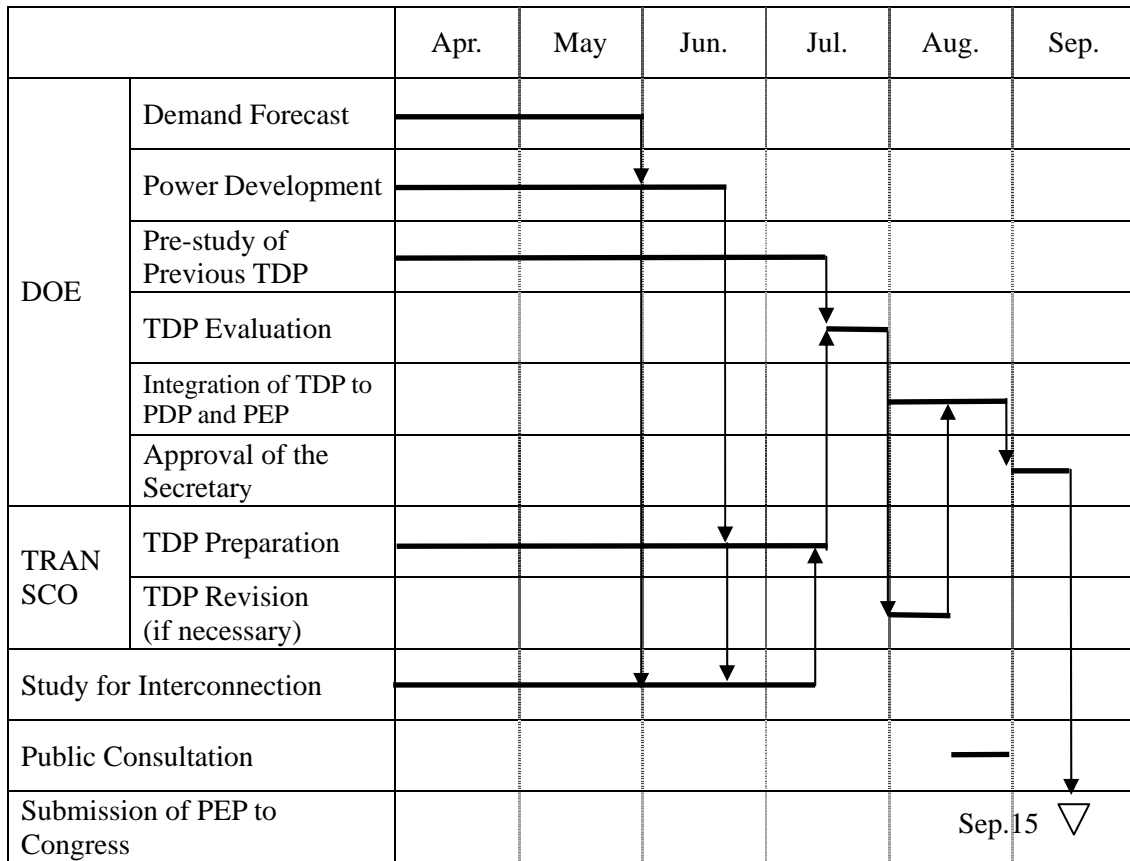 Apr. May Jun. Jul. Aug. Sep.
DOE
Demand Forecast
Power Development
Pre-study of
Previous TDP
TDP Evaluation
Integration of TDP to
PDP and PEP
Approval of the
Secretary
TRAN
SCO
TDP Preparation
TDP Revision
(if necessary)
Study for Interconnection
Public Consultation
Submission of PEP to
Congress
Sep.15